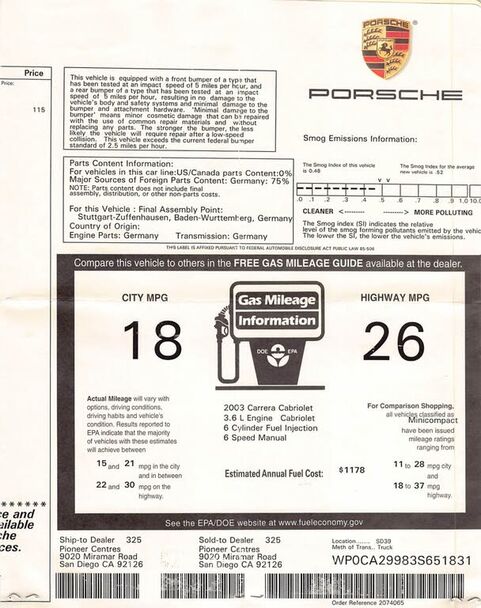 PORSCHE
PORSCHE
Price
Price:
115
This vehicle is equipped with a front bumper of a type that
has been tested at an impact speed of 5 miles per hour, and
a rear bumper of a type that has been tested at an impact
speed of 5 miles per hour, resulting in no damage to the
vehicle's body and safety systems and minimal damage to the
bumper and attachment hardware. 'Minimal damage to the
bumper' means minor cosmetic damage that can be repaired
with the use of common repair materials and without
replacing any parts. The stronger the bumper, the less
likely the vehicle will require repair after a low-speed
collision. This vehicle exceeds the current federal bumper
standard of 2.5 miles per hour.
Smog Emissions Information:
Parts Content Information:
For vehicles in this car line:US/Canada parts Content:0%
Major Sources of Foreign Parts Content: Germany: 75%
NOTE: Parts content does not include final
assembly, distribution, or other non-parts costs.
For this Vehicle : Final Assembly Point:
Stuttgart-Zuffenhausen, Baden-Wurttemberg, Germany
Country of Origin:
Engine Parts: Germany Transmission: Germany
The Smog Index of this vehicle
is 0.48
The Smog Index for the average
new vehicle is .52
v v
.0 .1 .2 .3 .4 .5 .6 .7 .8 .9 1.0 10.0
CLEANER <-------- --------> MORE POLLUTING
The Smog index (SI) indicates the relative
level of the smog forming pollutants emitted by the vehic
The lower the SI, the lower the vehicle's emissions.
THIS LABEL IS AFFIXED PURSUANT TO FEDERAL AUTOMOBILE DISCLOSURE ACT PUBLIC LAW 85-506
Compare this vehicle to others in the FREE GAS MILEAGE GUIDE available at the dealer.
CITY MPG
18
Gas Mileage
Information
DOE EPA
HIGHWAY MPG
26
Actual Mileage will vary with
options, driving conditions,
driving habits and vehicle's
condition. Results reported to
EPA indicate that the majority
of vehicles with these estimates
will achieve between
15 and 21 mpg in the city
and in between
22 and 30 mpg on the
highway.
2003 Carrera Cabriolet
3.6 L Engine Cabriolet
6 Cylinder Fuel Injection
6 Speed Manual
Estimated Annual Fuel Cost: $1178
For Comparison Shopping,
all vehicles classified as
Minicompact
have been issued
mileage ratings
ranging from
11 to 28 mpg city
and
18 to 37 mpg
highway.
See the EPA/DOE website at www.fueleconomy.gov
******
ce and
ailable
che
ces.
Ship-to Dealer 325
Pioneer Centres
9020 Miramar Road
San Diego CA 92126
Sold-to Dealer 325
Pioneer Centres
9020 Miramar Road
San Diego CA 92126
Location....... SD39
Meth of Trans.. Truck
WP0CA29983S651831
Order Reference 2074065